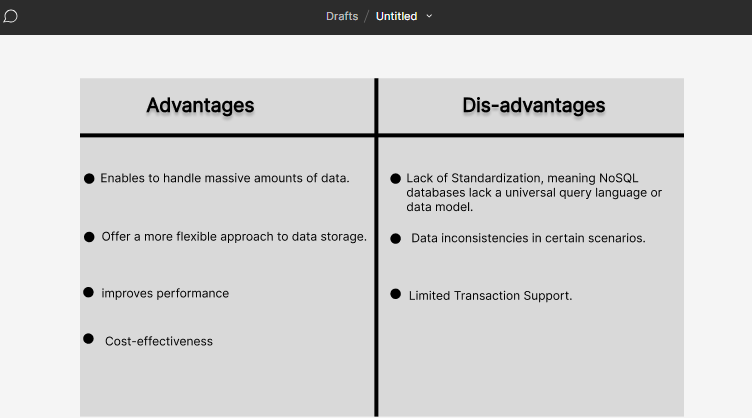 Drafts / Untitled
Advantages
Dis-advantages
Enables to handle massive amounts of data.
Offer a more flexible approach to data storage.
improves performance
Cost-effectiveness
Lack of Standardization, meaning NoSQL
databases lack a universal query language or
data model.
Data inconsistencies in certain scenarios.
Limited Transaction Support.